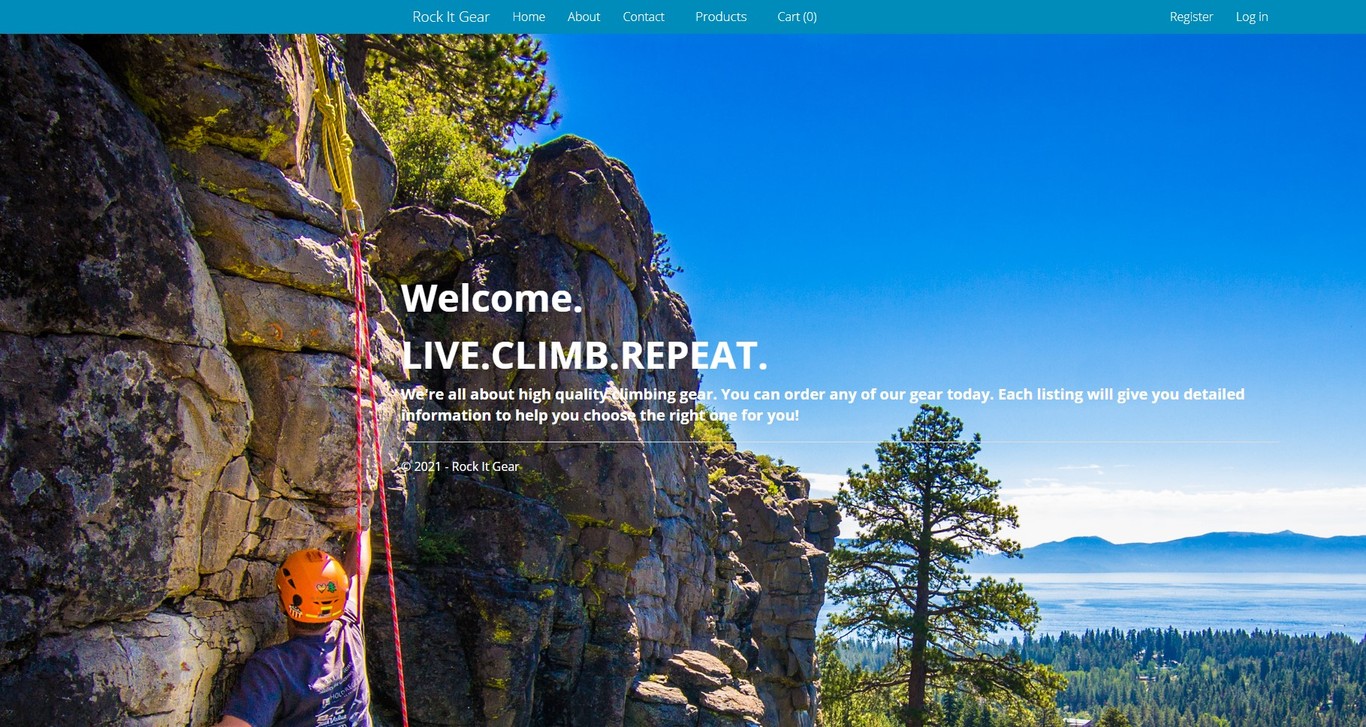 Rock It Gear Home About Contact Products Cart (0) Register Log in
Welcome.
LIVE.CLIMB.REPEAT.
We're all about high quality climbing gear. You can order any of our gear today. Each listing will give you detailed
information to help you choose the right one for you!
© 2021 - Rock It Gear